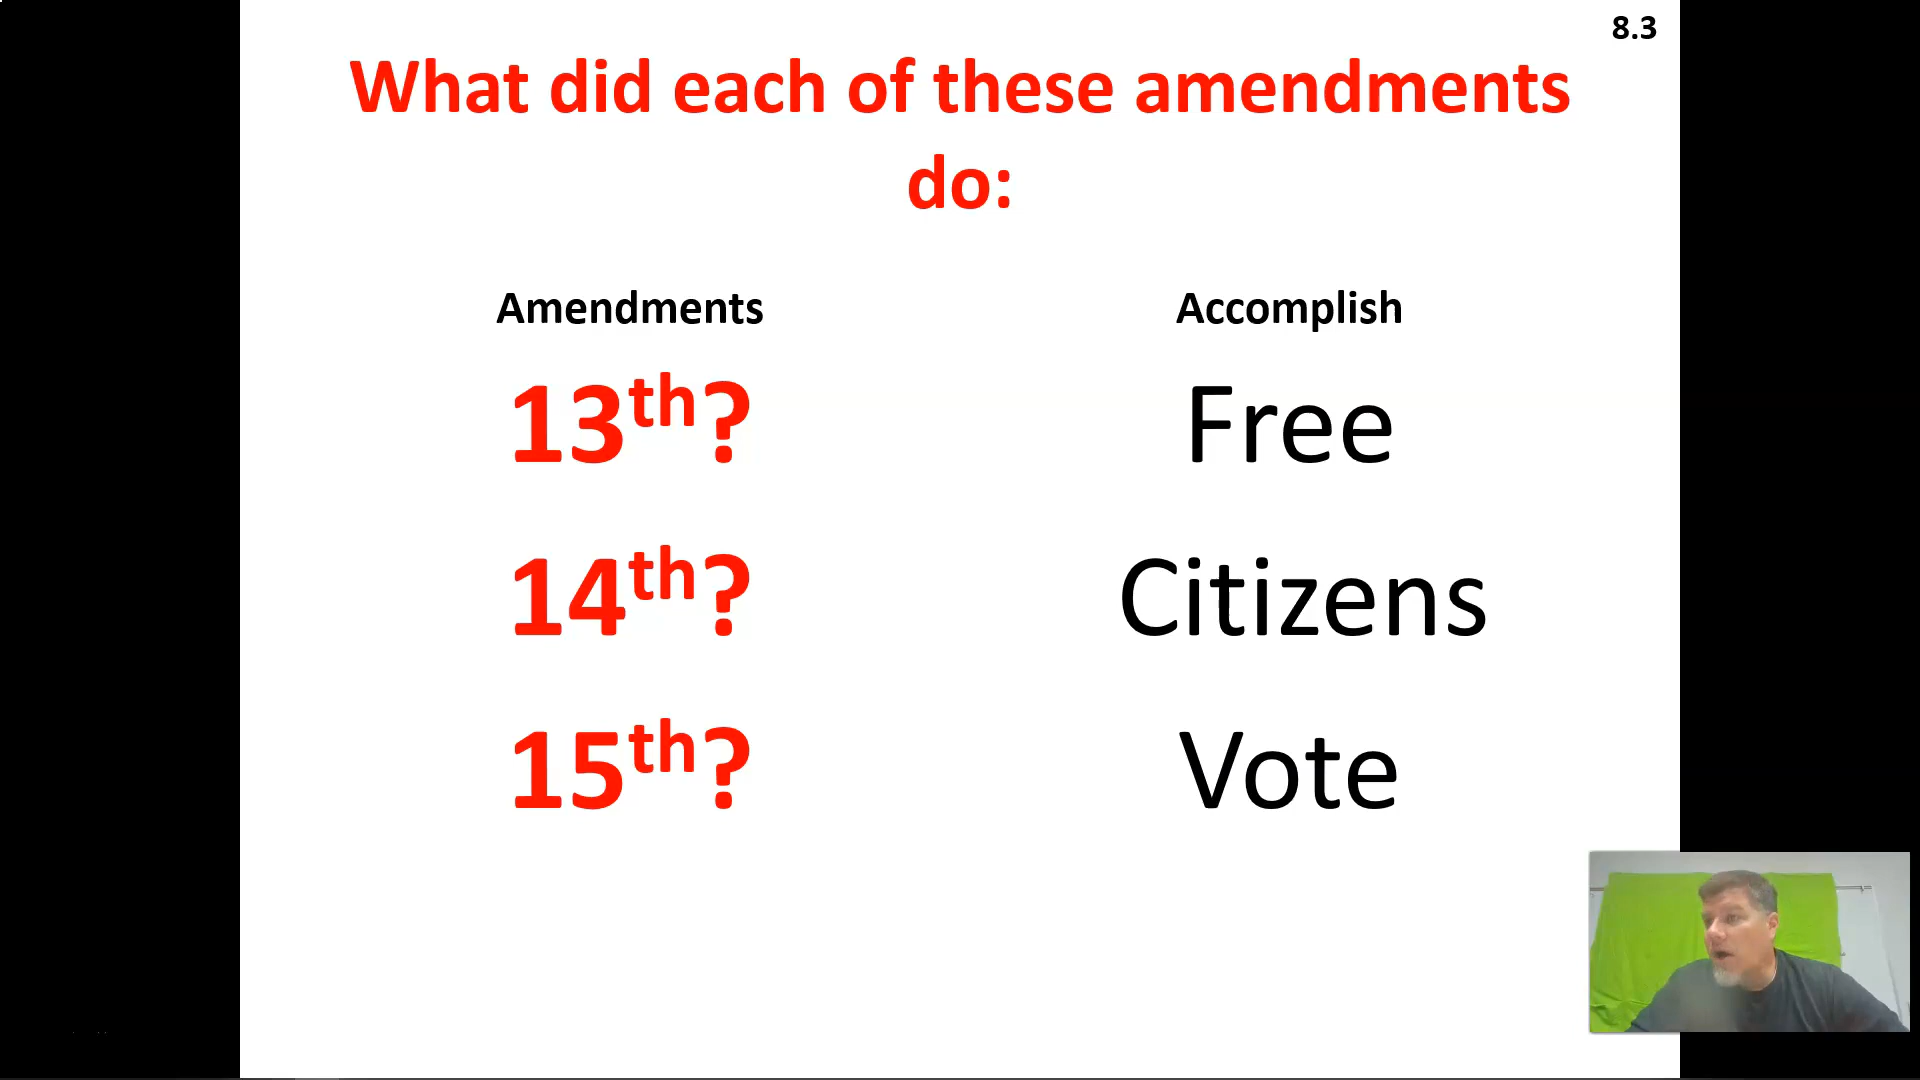 8.3
What did each of these amendments
do:
Amendments
Accomplish
13th?
Free
14th?
Citizens
15th?
Vote